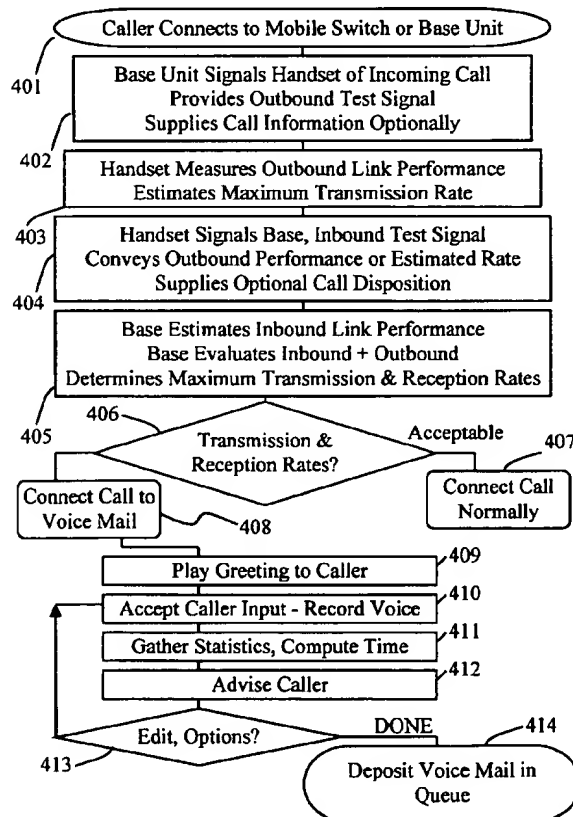 Caller Connects to Mobile Switch or Base Unit
401
Base Unit Signals Handset of Incoming Call
Provides Outbound Test Signal
Supplies Call Information Optionally
402
Handset Measures Outbound Link Performance
Estimates Maximum Transmission Rate
403
Handset Signals Base, Inbound Test Signal
Conveys Outbound Performance or Estimated Rate
Supplies Optional Call Disposition
404
Base Estimates Inbound Link Performance
Base Evaluates Inbound + Outbound
Determines Maximum Transmission & Reception Rates
405
406
Transmission &
Reception Rates?
Acceptable
407
Connect Call
Normally
Connect Call to
Voice Mail
408
409
Play Greeting to Caller
410
Accept Caller Input - Record Voice
411
Gather Statistics, Compute Time
412
Advise Caller
Edit, Options?
413
DONE
414
Deposit Voice Mail in
Queue